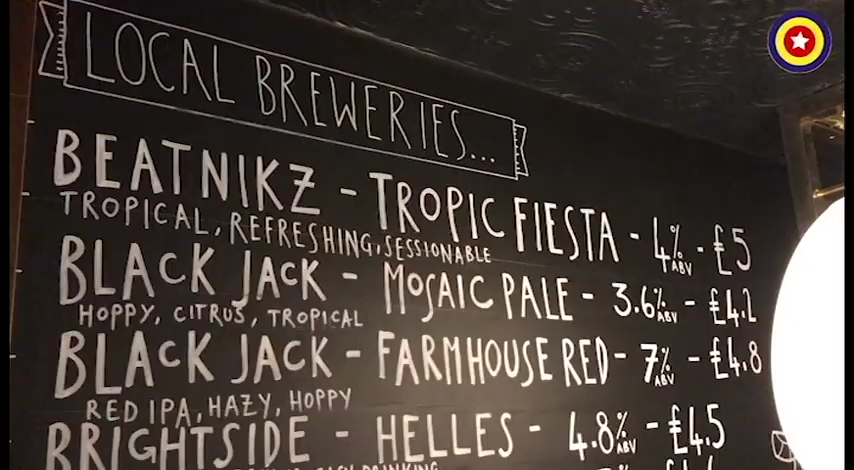 LOCAL BREWERIES...
BEATNIKZ - TROPIC FIESTA - 4% ABV - £5
TROPICAL, REFRESHING, SESSIONABLE
BLACK JACK - MOSAIC PALE - 3.6% ABV - £4.2
HOPPY, CITRUS, TROPICAL
BLACK JACK - FARMHOUSE RED - 7% ABV - £4.8
RED IPA, HAZY, HOPPY
BRIGHTSIDE - HELLES - 4.8% ABV - £4.5
DRINKING